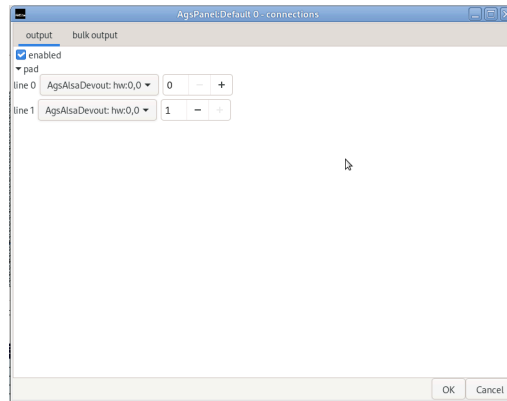 AgsPanel:Default 0 - connections
output bulk output
enabled
pad
line 0 AgsAlsaDevout: hw:0,0 0 − +
line 1 AgsAlsaDevout: hw:0,0 1 − +
OK Cancel